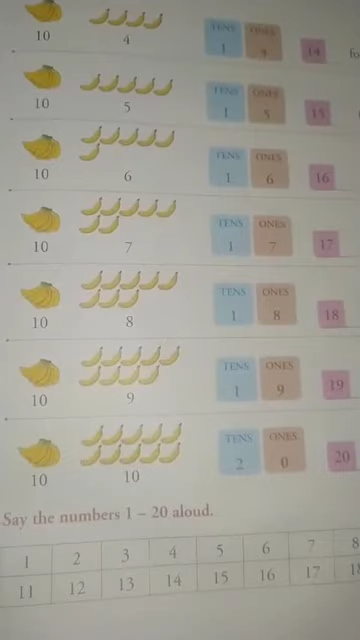 TENS ONES
10 4 1 4 14
TENS ONES
10 5 1 5 15
TENS ONES
10 6 1 6 16
TENS ONES
10 7 1 7 17
TENS ONES
10 8 1 8 18
TENS ONES
10 9 1 9 19
TENS ONES
10 10 2 0 20
Say the numbers 1 – 20 aloud.
1 2 3 4 5 6 7 8
11 12 13 14 15 16 17 18